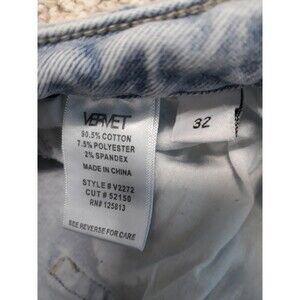 VERVET
90.5% COTTON
7.5% POLYESTER
2% SPANDEX
MADE IN CHINA
STYLE # V2272
CUT # 52150
RN# 125813
SEE REVERSE FOR CARE
32